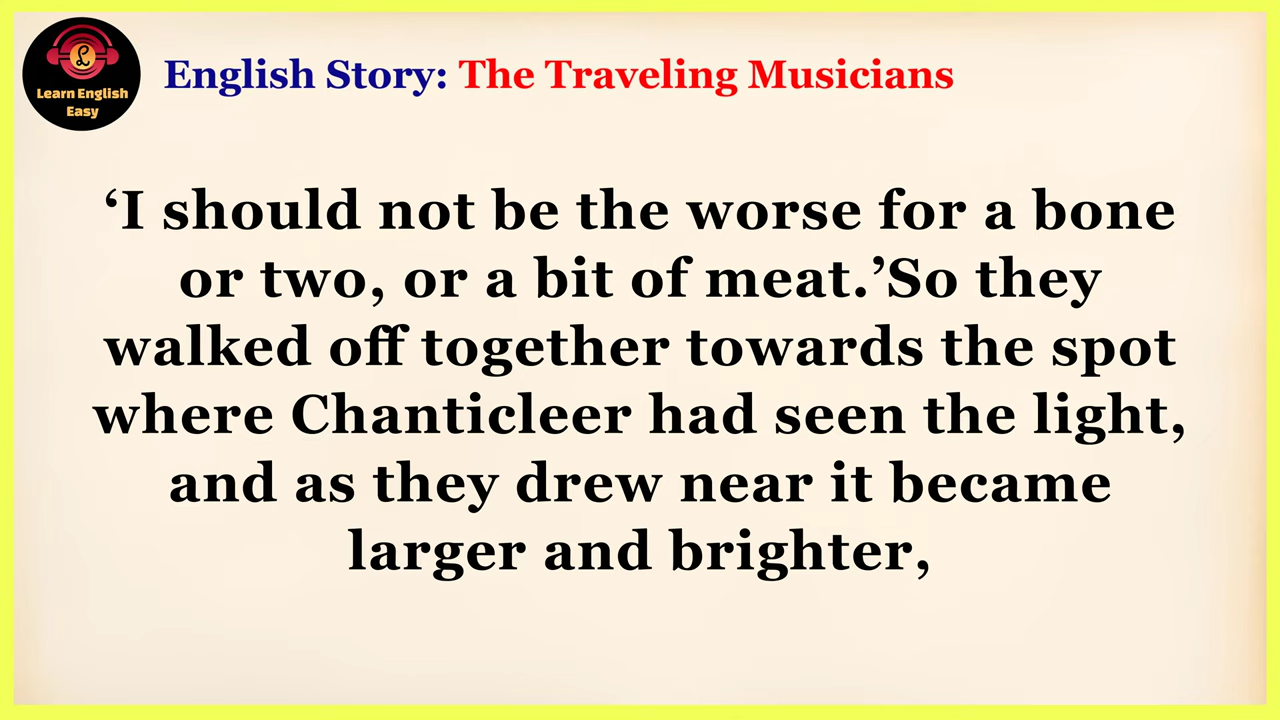 Learn English
Easy
English Story: The Traveling Musicians
‘I should not be the worse for a bone
or two, or a bit of meat.’So they
walked off together towards the spot
where Chanticleer had seen the light,
and as they drew near it became
larger and brighter,